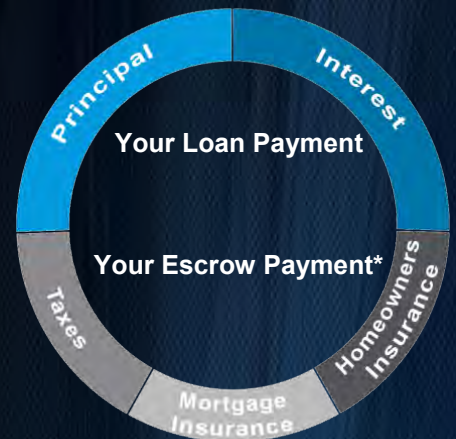 Principal
Interest
Your Loan Payment
Your Escrow Payment*
Taxes
Homeowners
Insurance
Mortgage
Insurance